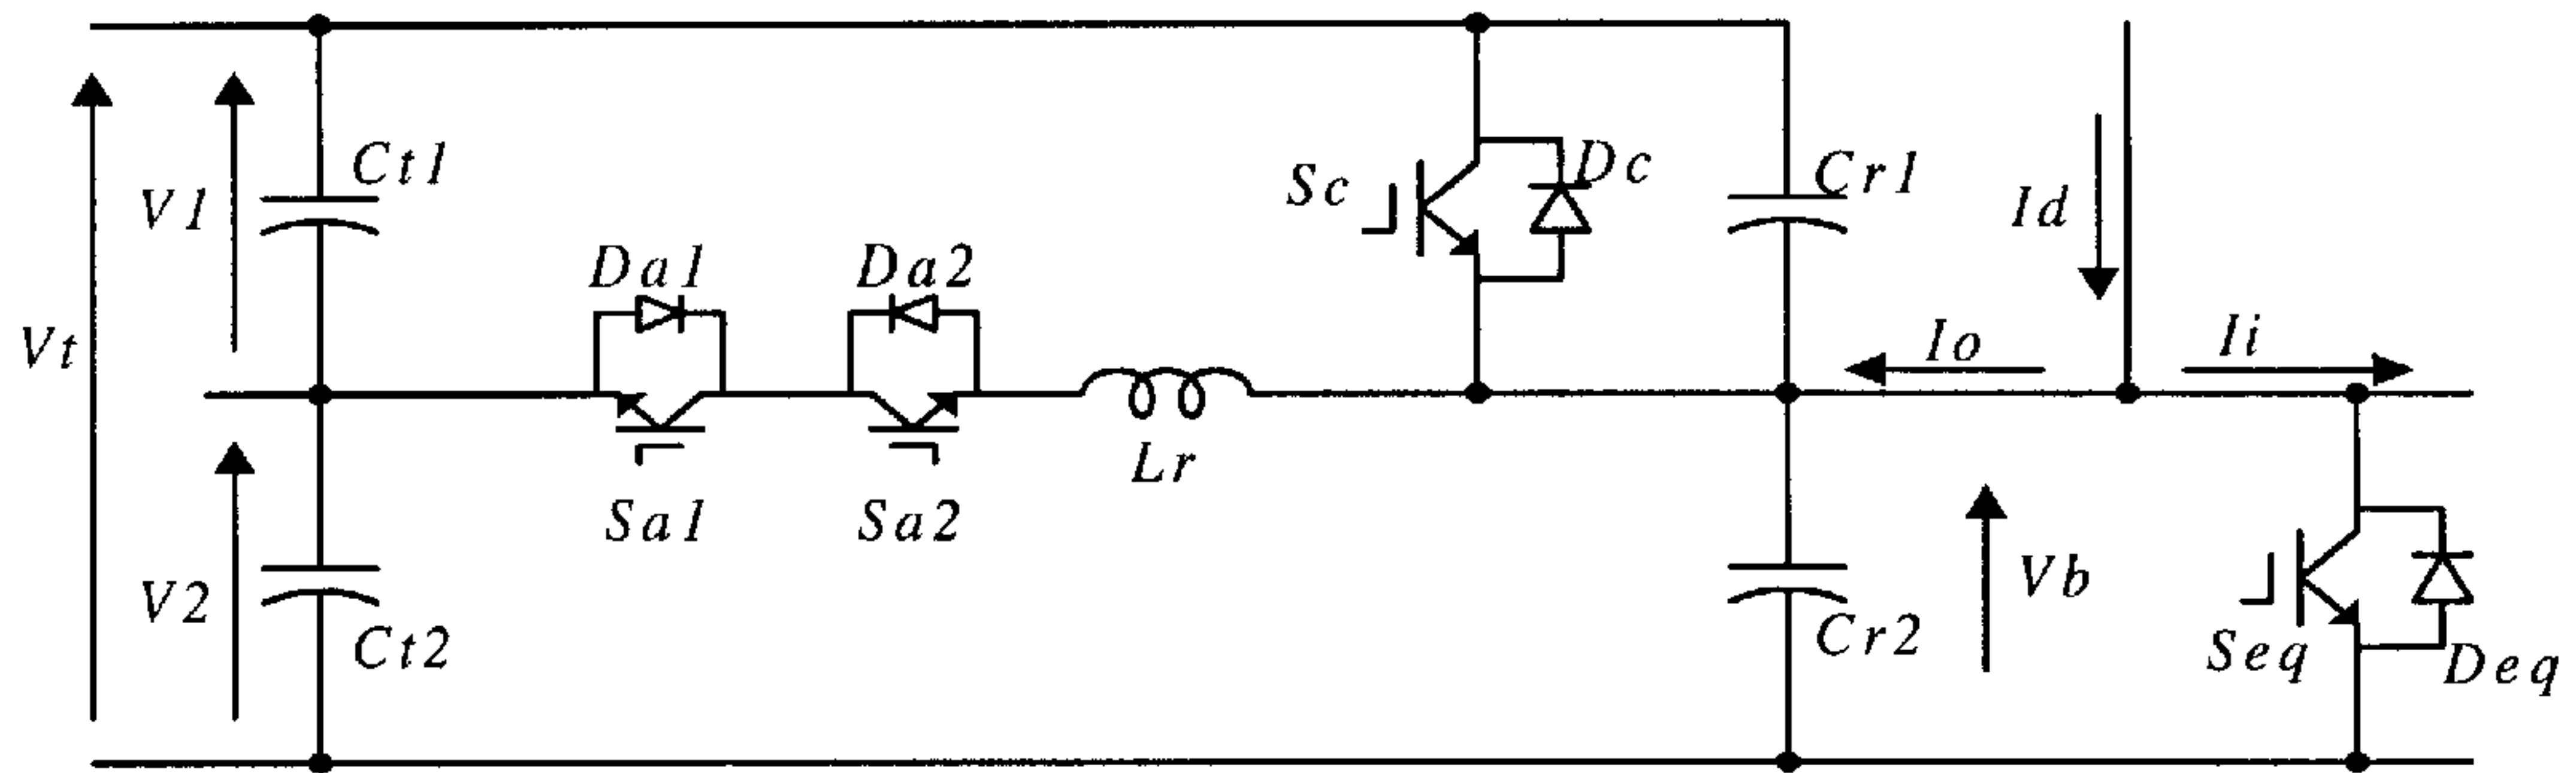 Ct1
Dc
Cr1
Sc
V1
Id
Da1
Da2
Vt
Io
Ii
Lr
Sa1
Sa2
V2
Vb
Ct2
Cr2
Seq
Deq